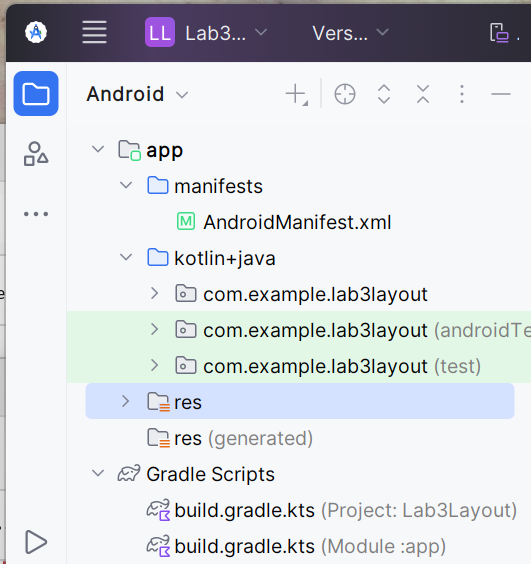 LL Lab3... Vers...
Android
app
manifests
M AndroidManifest.xml
kotlin+java
com.example.lab3layout
com.example.lab3layout (androidTe
com.example.lab3layout (test)
res
res (generated)
Gradle Scripts
build.gradle.kts (Project: Lab3Layout)
build.gradle.kts (Module :app)